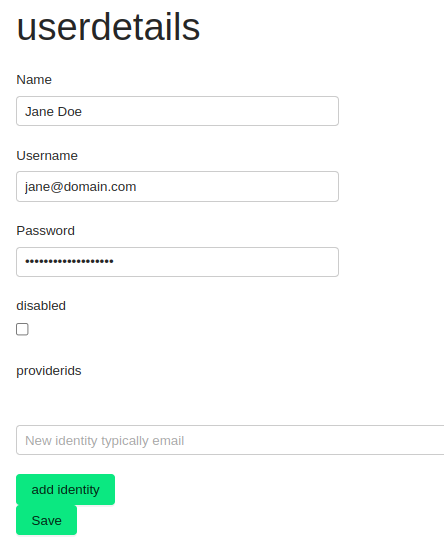 userdetails
Name
Jane Doe
Username
jane@domain.com
Password
•••••••••••••••••••
disabled
providerids
New identity typically email
add identity
Save